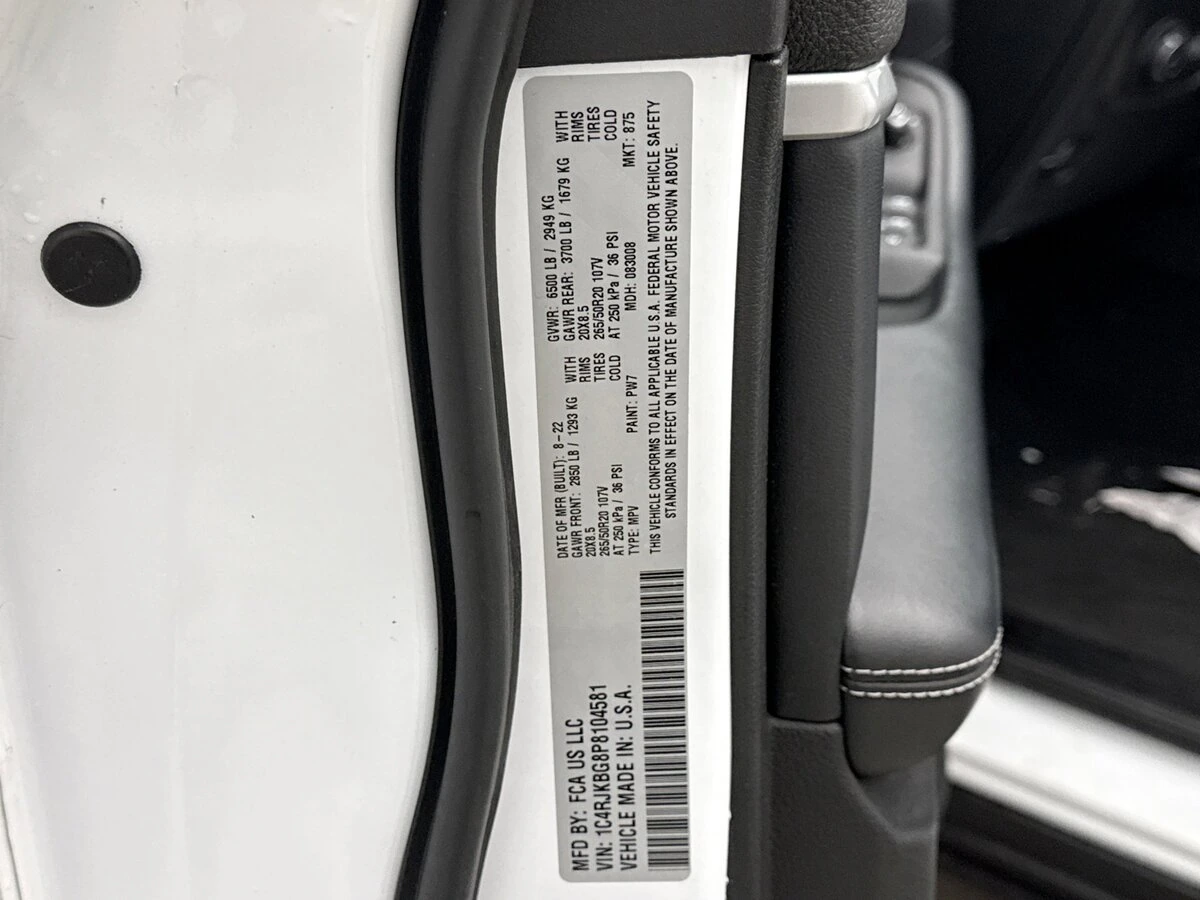 MFD BY: FCA US LLC
VIN: 1C4RJKBG8P8104581
VEHICLE MADE IN: U.S.A.
DATE OF MFR (BUILT): 8-22 GVWR: 6500 LB / 2949 KG
GAWR FRONT: 2850 LB / 1293 KG WITH GAWR REAR: 3700 LB / 1679 KG WITH
20X8.5 RIMS 20X8.5 RIMS
265/50R20 107V TIRES 265/50R20 107V TIRES
AT 250 kPa / 36 PSI COLD AT 250 kPa / 36 PSI COLD
TYPE: MPV PAINT: PW7 MDH: 083008 MKT: 875
THIS VEHICLE CONFORMS TO ALL APPLICABLE U.S.A. FEDERAL MOTOR VEHICLE SAFETY
STANDARDS IN EFFECT ON THE DATE OF MANUFACTURE SHOWN ABOVE.